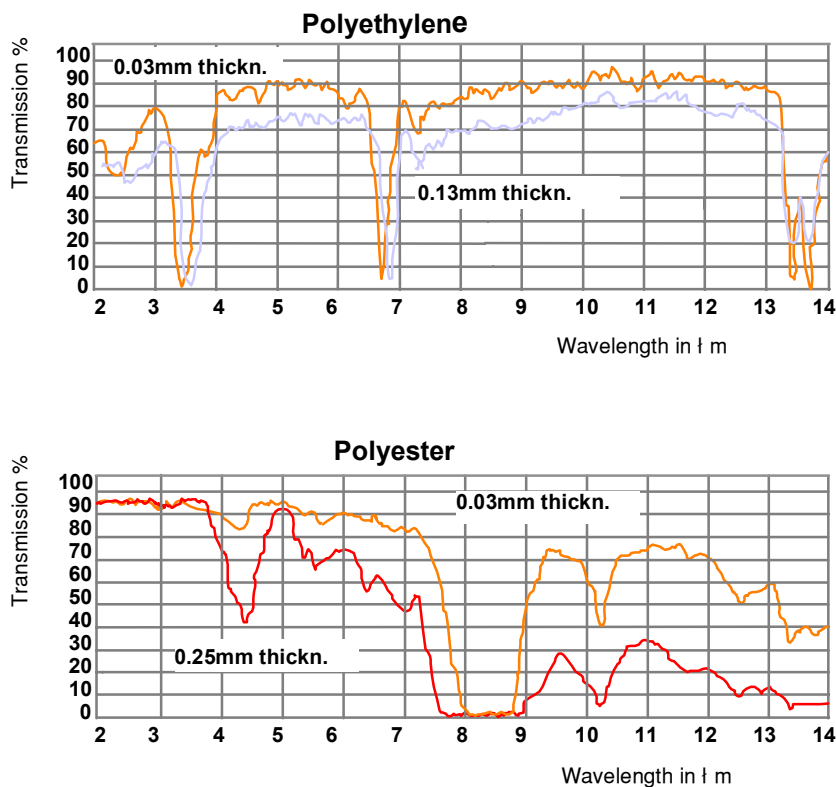 Polyethylene
Transmission %
100
90
80
70
60
50
40
30
20
10
0
0.03mm thickn.
0.13mm thickn.
2 3 4 5 6 7 8 9 10 11 12 13 14
Wavelength in ł m
Polyester
Transmission %
100
90
80
70
60
50
40
30
20
10
0
0.03mm thickn.
0.25mm thickn.
2 3 4 5 6 7 8 9 10 11 12 13 14
Wavelength in ł m